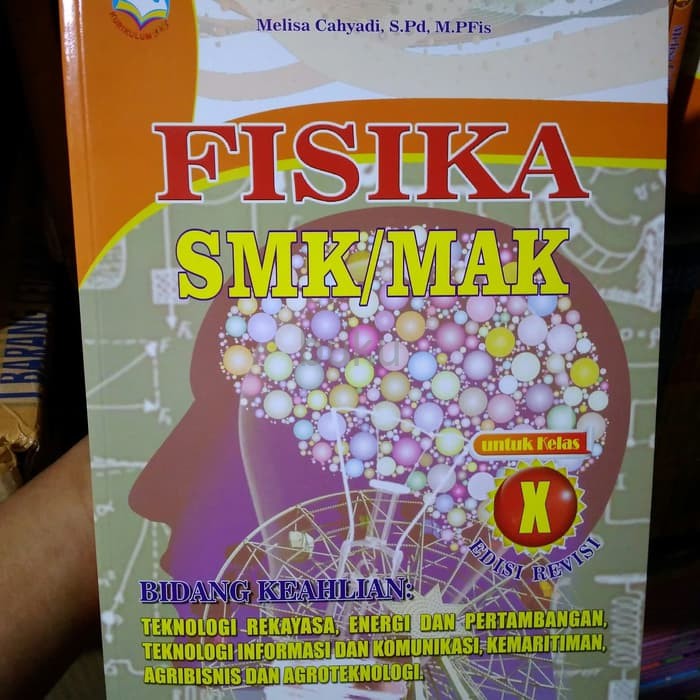 KURIKULUM
Melisa Cahyadi, S.Pd, M.PFis
FISIKA
SMK/MAK
untuk Kelas
X
EDISI REVISI
BIDANG KEAHLIAN:
TEKNOLOGI REKAYASA, ENERGI DAN PERTAMBANGAN,
TEKNOLOGI INFORMASI DAN KOMUNIKASI, KEMARITIMAN,
AGRIBISNIS DAN AGROTEKNOLOGI.